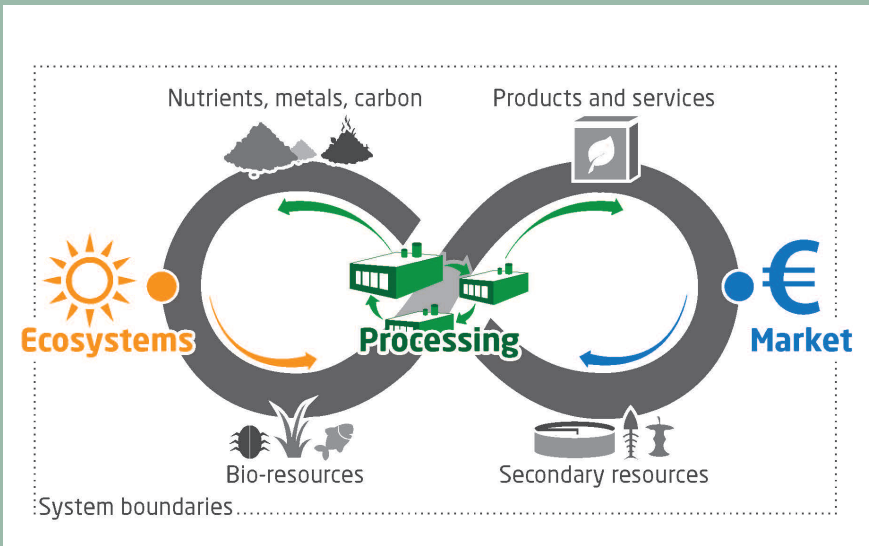 Nutrients, metals, carbon
Products and services
Ecosystems
Processing
€
Market
Bio-resources
Secondary resources
System boundaries